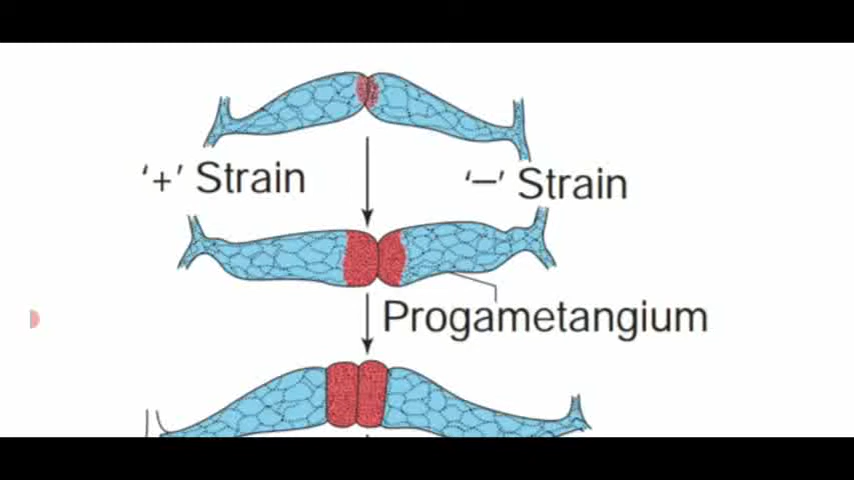 ‘+’ Strain
‘–’ Strain
Progametangium